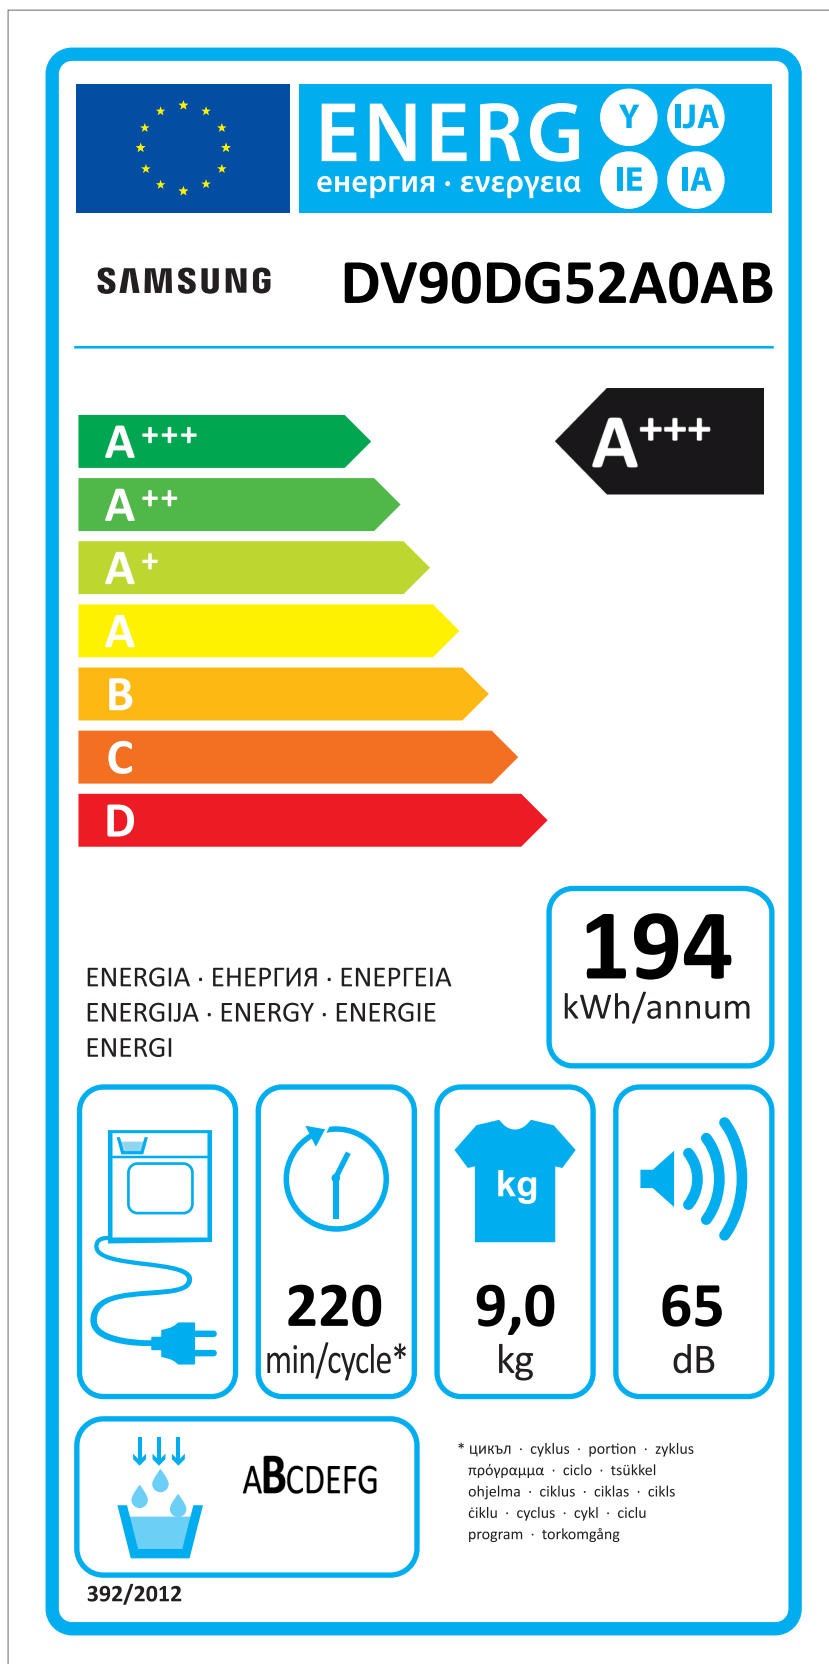 ENERG Y IJA
енергия · ενεργεια IE IA
SAMSUNG DV90DG52A0AB
A+++ A+++
A++
A+
A
B
C
D
194
kWh/annum
ENERGIA · ЕНЕРГИЯ · ΕΝΕΡΓΕΙΑ
ENERGIJA · ENERGY · ENERGIE
ENERGI
kg
220 9,0 65
min/cycle* kg dB
ABCDEFG
* цикъл · cyklus · portion · zyklus
πρόγραμμα · ciclo · tsükkel
ohjelma · ciklus · ciklas · cikls
ċiklu · cyclus · cykl · ciclu
program · torkomgång
392/2012